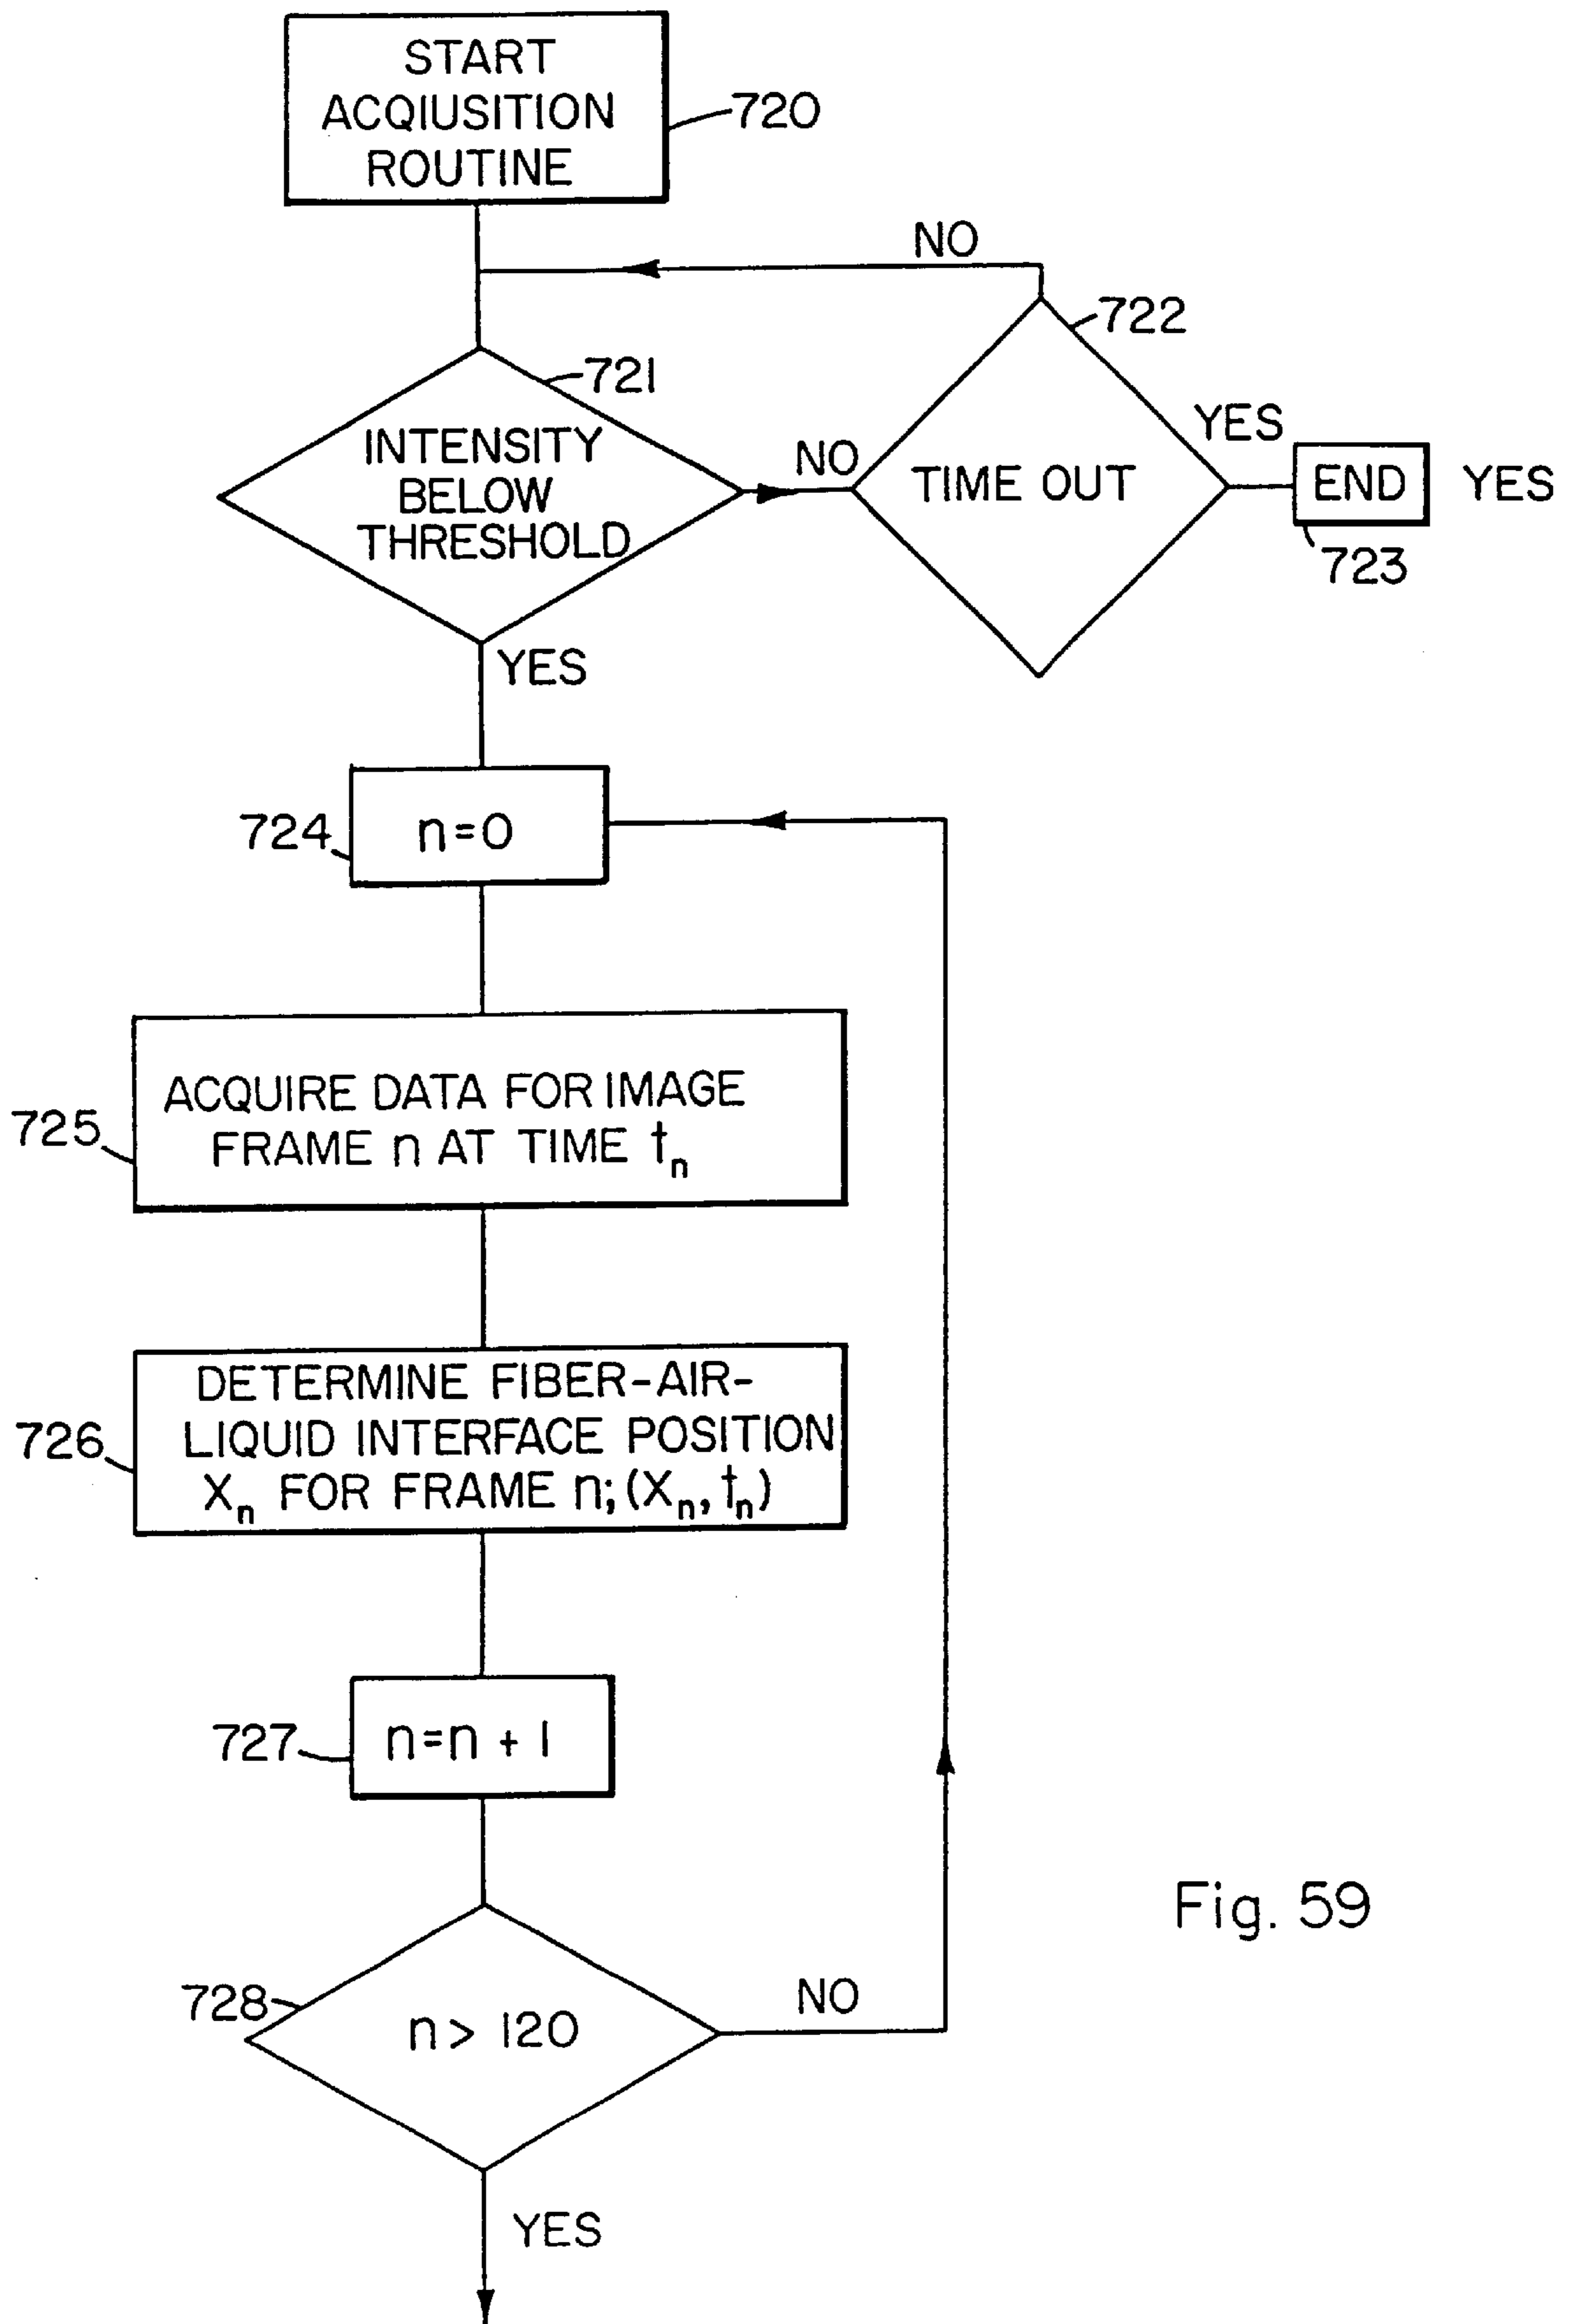 START
ACQIUSITION
ROUTINE
720
NO
722
721
INTENSITY
BELOW
THRESHOLD
NO
TIME OUT
YES
END
YES
723
YES
724
n=0
725
ACQUIRE DATA FOR IMAGE
FRAME n AT TIME tₙ
726
DETERMINE FIBER-AIR-
LIQUID INTERFACE POSITION
Xₙ FOR FRAME n; (Xₙ, tₙ)
727
n=n + 1
728
n > 120
NO
YES
Fig. 59